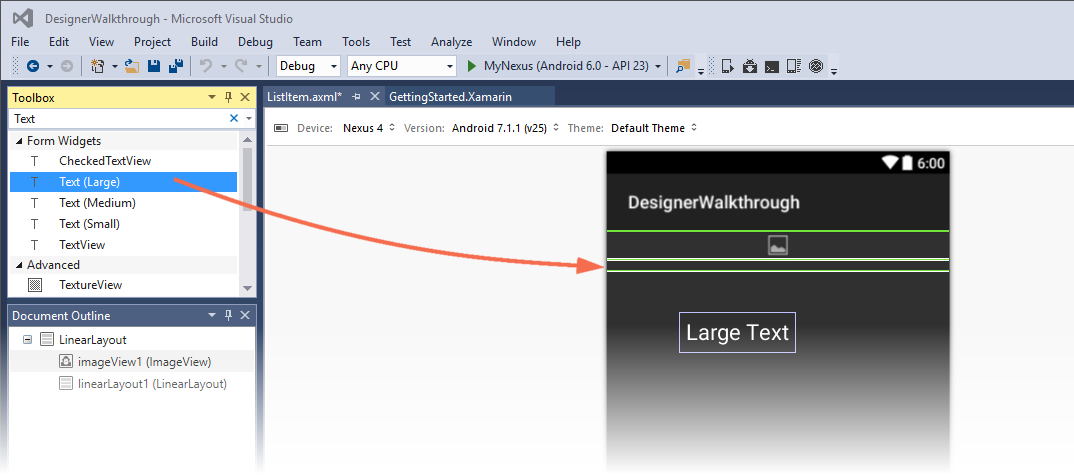 DesignerWalkthrough - Microsoft Visual Studio
File Edit View Project Build Debug Team Tools Test Analyze Window Help
Debug Any CPU MyNexus (Android 6.0 - API 23)
Toolbox
Text
Form Widgets
CheckedTextView
Text (Large)
Text (Medium)
Text (Small)
TextView
Advanced
TextureView
Document Outline
LinearLayout
imageView1 (ImageView)
linearLayout1 (LinearLayout)
ListItem.axml* GettingStarted.Xamarin
Device: Nexus 4 Version: Android 7.1.1 (v25) Theme: Default Theme
6:00
DesignerWalkthrough
Large Text